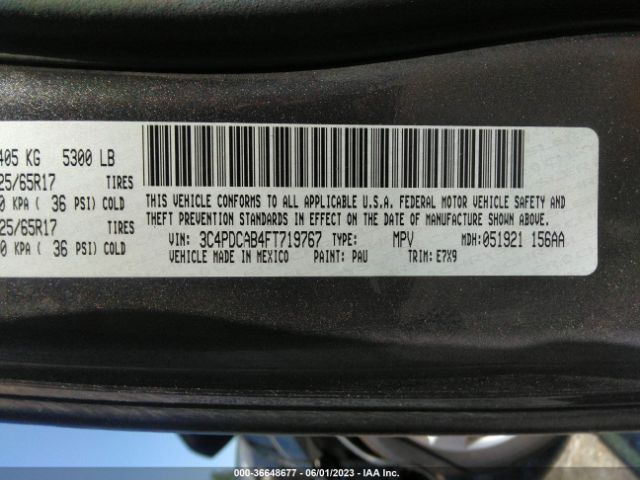 405 KG 5300 LB
25/65R17 TIRES
0 KPA ( 36 PSI) COLD
25/65R17 TIRES
0 KPA ( 36 PSI) COLD
THIS VEHICLE CONFORMS TO ALL APPLICABLE U.S.A. FEDERAL MOTOR VEHICLE SAFETY AND
THEFT PREVENTION STANDARDS IN EFFECT ON THE DATE OF MANUFACTURE SHOWN ABOVE.
VIN: 3C4PDCAB4FT719767 TYPE: MPV MDH: 051921 156AA
VEHICLE MADE IN MEXICO PAINT: PAU TRIM: E7X9
000-36648677 - 06/01/2023 - IAA Inc.